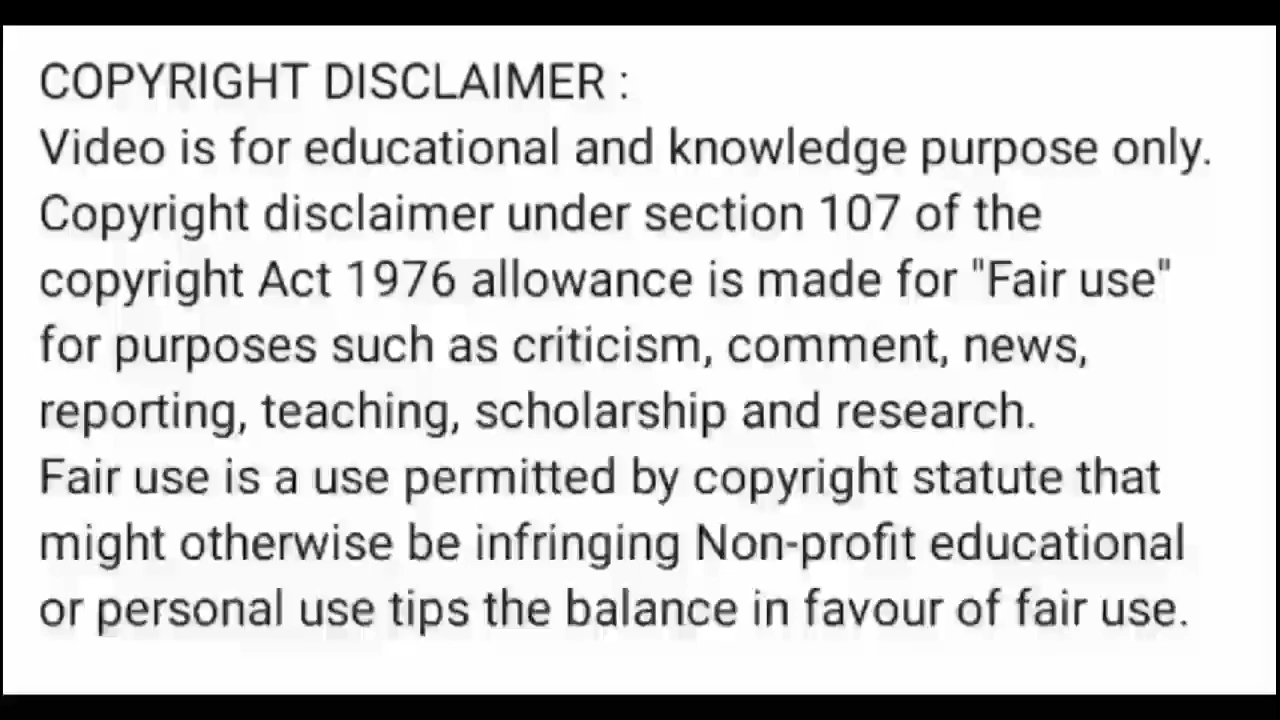 COPYRIGHT DISCLAIMER :
Video is for educational and knowledge purpose only.
Copyright disclaimer under section 107 of the
copyright Act 1976 allowance is made for "Fair use"
for purposes such as criticism, comment, news,
reporting, teaching, scholarship and research.
Fair use is a use permitted by copyright statute that
might otherwise be infringing Non-profit educational
or personal use tips the balance in favour of fair use.